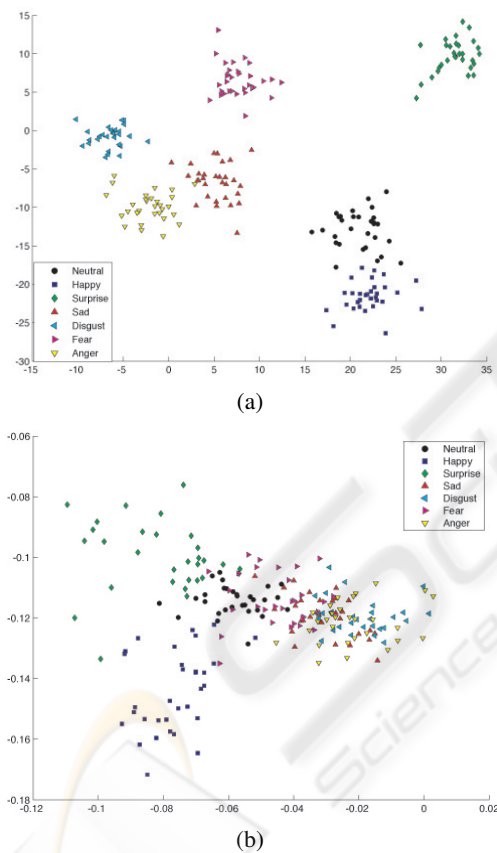 15
10
5
0
-5
-10
-15
-20
-25
-30
Neutral
Happy
Surprise
Sad
Disgust
Fear
Anger
-15 -10 -5 0 5 10 15 20 25 30 35
(a)
-0.06
-0.08
-0.1
-0.12
-0.14
-0.16
-0.18
Neutral
Happy
Surprise
Sad
Disgust
Fear
Anger
-0.12 -0.1 -0.08 -0.06 -0.04 -0.02 0 0.02
(b)
Science